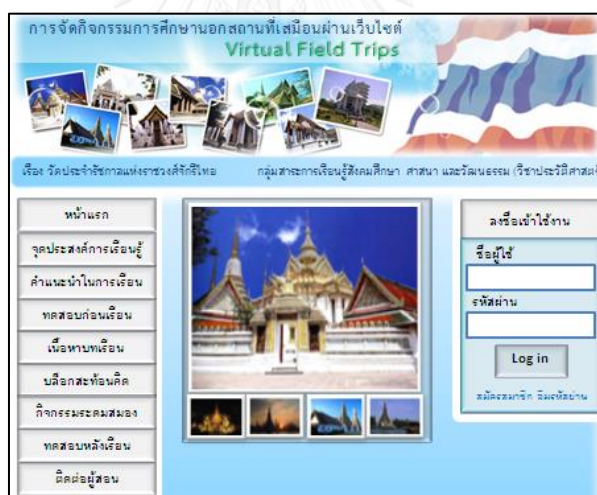 การจัดกิจกรรมการศึกษานอกสถานที่เสมือนผ่านเว็บไซต์
Virtual Field Trips
เรื่อง วัดประจำรัชกาลแห่งราชวงศ์จักรีไทย กลุ่มสาระการเรียนรู้สังคมศึกษา ศาสนา และวัฒนธรรม (วิชาประวัติศาสตร์
หน้าแรก
จุดประสงค์การเรียนรู้
คำแนะนำในการเรียน
ทดสอบก่อนเรียน
เนื้อหาบทเรียน
บล็อกสะท้อนคิด
กิจกรรมระดมสมอง
ทดสอบหลังเรียน
ติดต่อผู้สอน
ลงชื่อเข้าใช้งาน
ชื่อผู้ใช้
รหัสผ่าน
Log in
สมัครสมาชิก ลืมรหัสผ่าน